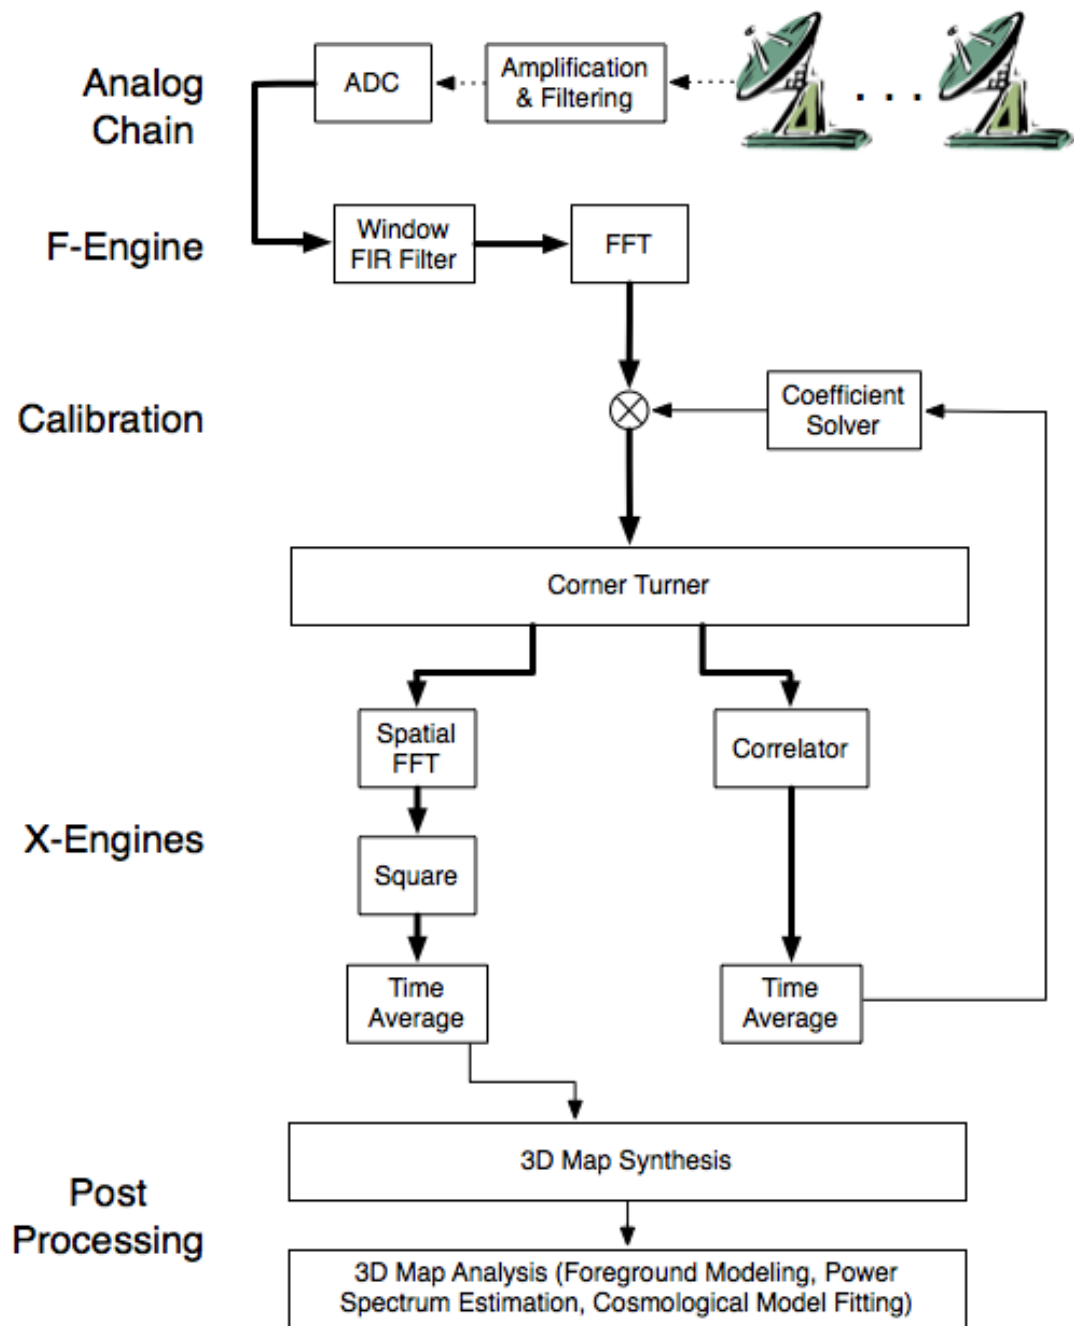 Analog
Chain
ADC
Amplification
& Filtering
. . .
F-Engine
Window
FIR Filter
FFT
Calibration
Coefficient
Solver
Corner Turner
Spatial
FFT
Correlator
X-Engines
Square
Time
Average
Time
Average
3D Map Synthesis
Post
Processing
3D Map Analysis (Foreground Modeling, Power
Spectrum Estimation, Cosmological Model Fitting)